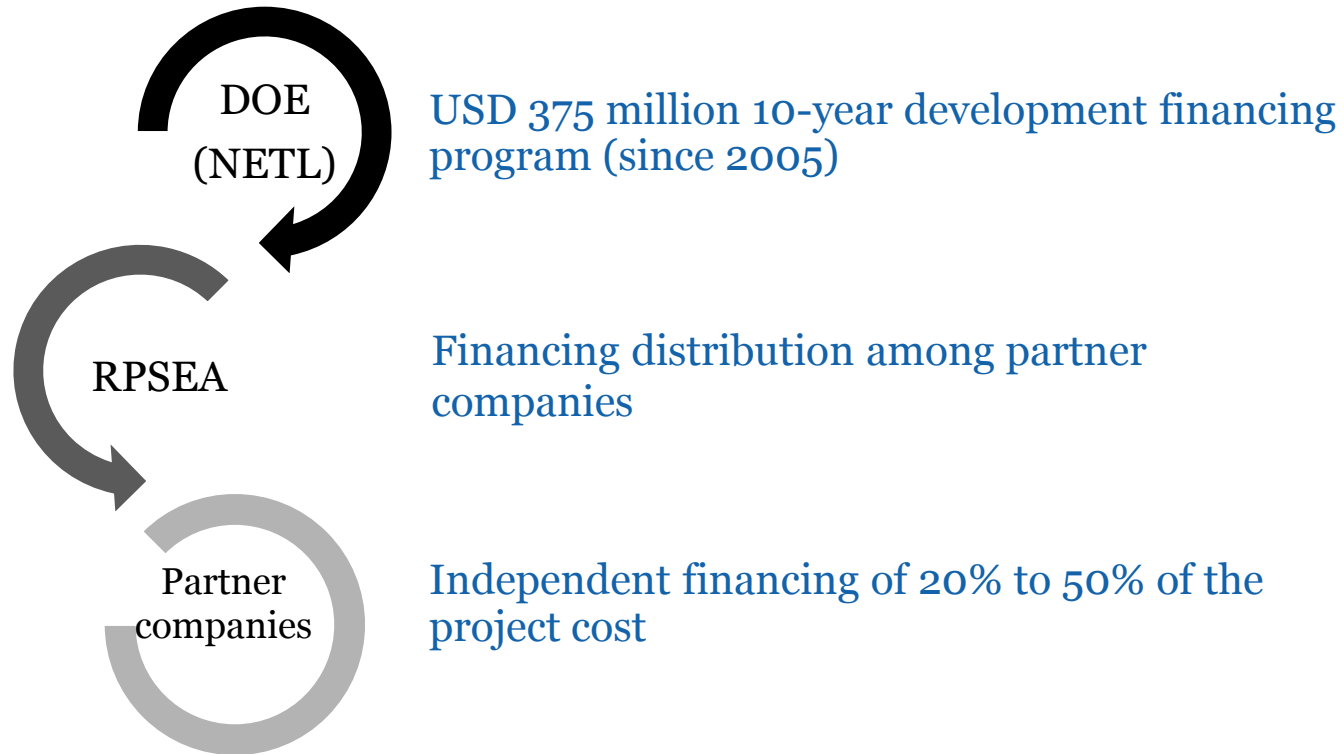 DOE
(NETL)
USD 375 million 10-year development financing
program (since 2005)
RPSEA
Financing distribution among partner
companies
Partner
companies
Independent financing of 20% to 50% of the
project cost